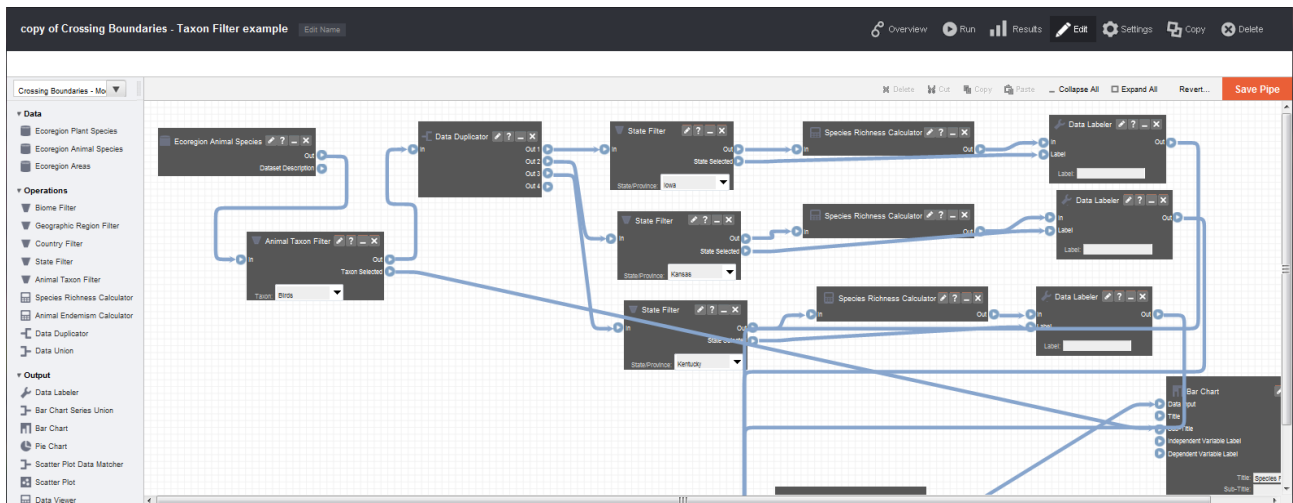 copy of Crossing Boundaries - Taxon Filter example Edit Name Overview Run Results Edit Settings Copy Delete
Crossing Boundaries - Mo
Delete Cut Copy Paste Collapse All Expand All Revert... Save Pipe
Data
Ecoregion Plant Species
Ecoregion Animal Species
Ecoregion Areas
Operations
Biome Filter
Geographic Region Filter
Country Filter
State Filter
Animal Taxon Filter
Species Richness Calculator
Animal Endemism Calculator
Data Duplicator
Data Union
Output
Data Labeler
Bar Chart Series Union
Bar Chart
Pie Chart
Scatter Plot Data Matcher
Scatter Plot
Data Viewer
Ecoregion Animal Species
Out
Dataset Description
Animal Taxon Filter
In
Out
Taxon Selected
Taxon: Birds
Data Duplicator
In
Out 1
Out 2
Out 3
Out 4
State Filter
In
Out
State Selected
State/Province: Iowa
State Filter
In
Out
State Selected
State/Province: Kansas
State Filter
In
Out
State Selected
State/Province: Kentucky
Species Richness Calculator
In
Out
Species Richness Calculator
In
Out
Species Richness Calculator
In
Out
Data Labeler
In
Out
Label
Label:
Data Labeler
In
Out
Label
Label:
Data Labeler
In
Out
Label
Label:
Bar Chart
Data Input
Title
Sub-Title
Independent Variable Label
Dependent Variable Label
Title: Species
Sub-Title: